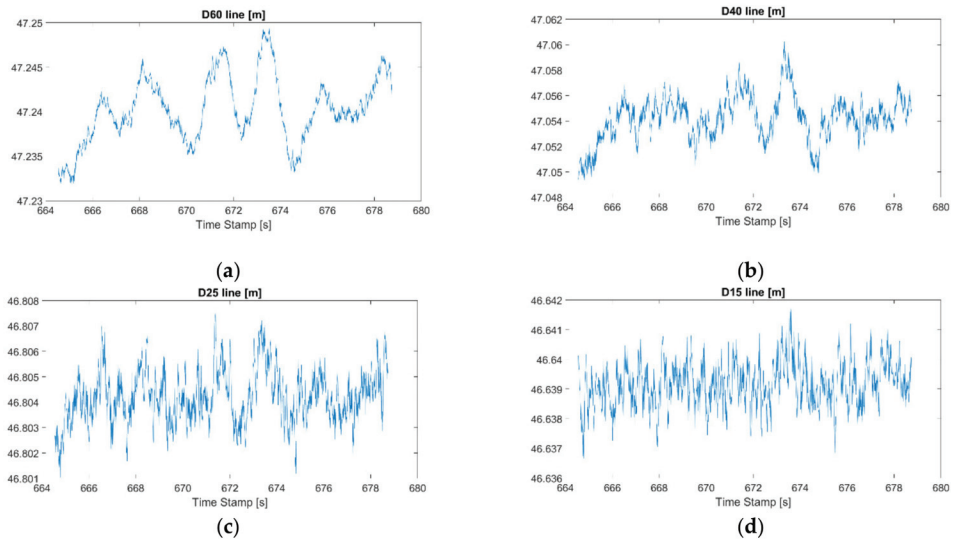 D60 line [m]
47.25
47.245
47.24
47.235
47.23
664 666 668 670 672 674 676 678 680
Time Stamp [s]
(a)
D40 line [m]
47.062
47.06
47.058
47.056
47.054
47.052
47.05
47.048
664 666 668 670 672 674 676 678 680
Time Stamp [s]
(b)
D25 line [m]
46.808
46.807
46.806
46.805
46.804
46.803
46.802
46.801
664 666 668 670 672 674 676 678 680
Time Stamp [s]
(c)
D15 line [m]
46.642
46.641
46.64
46.639
46.638
46.637
46.636
664 666 668 670 672 674 676 678 680
Time Stamp [s]
(d)